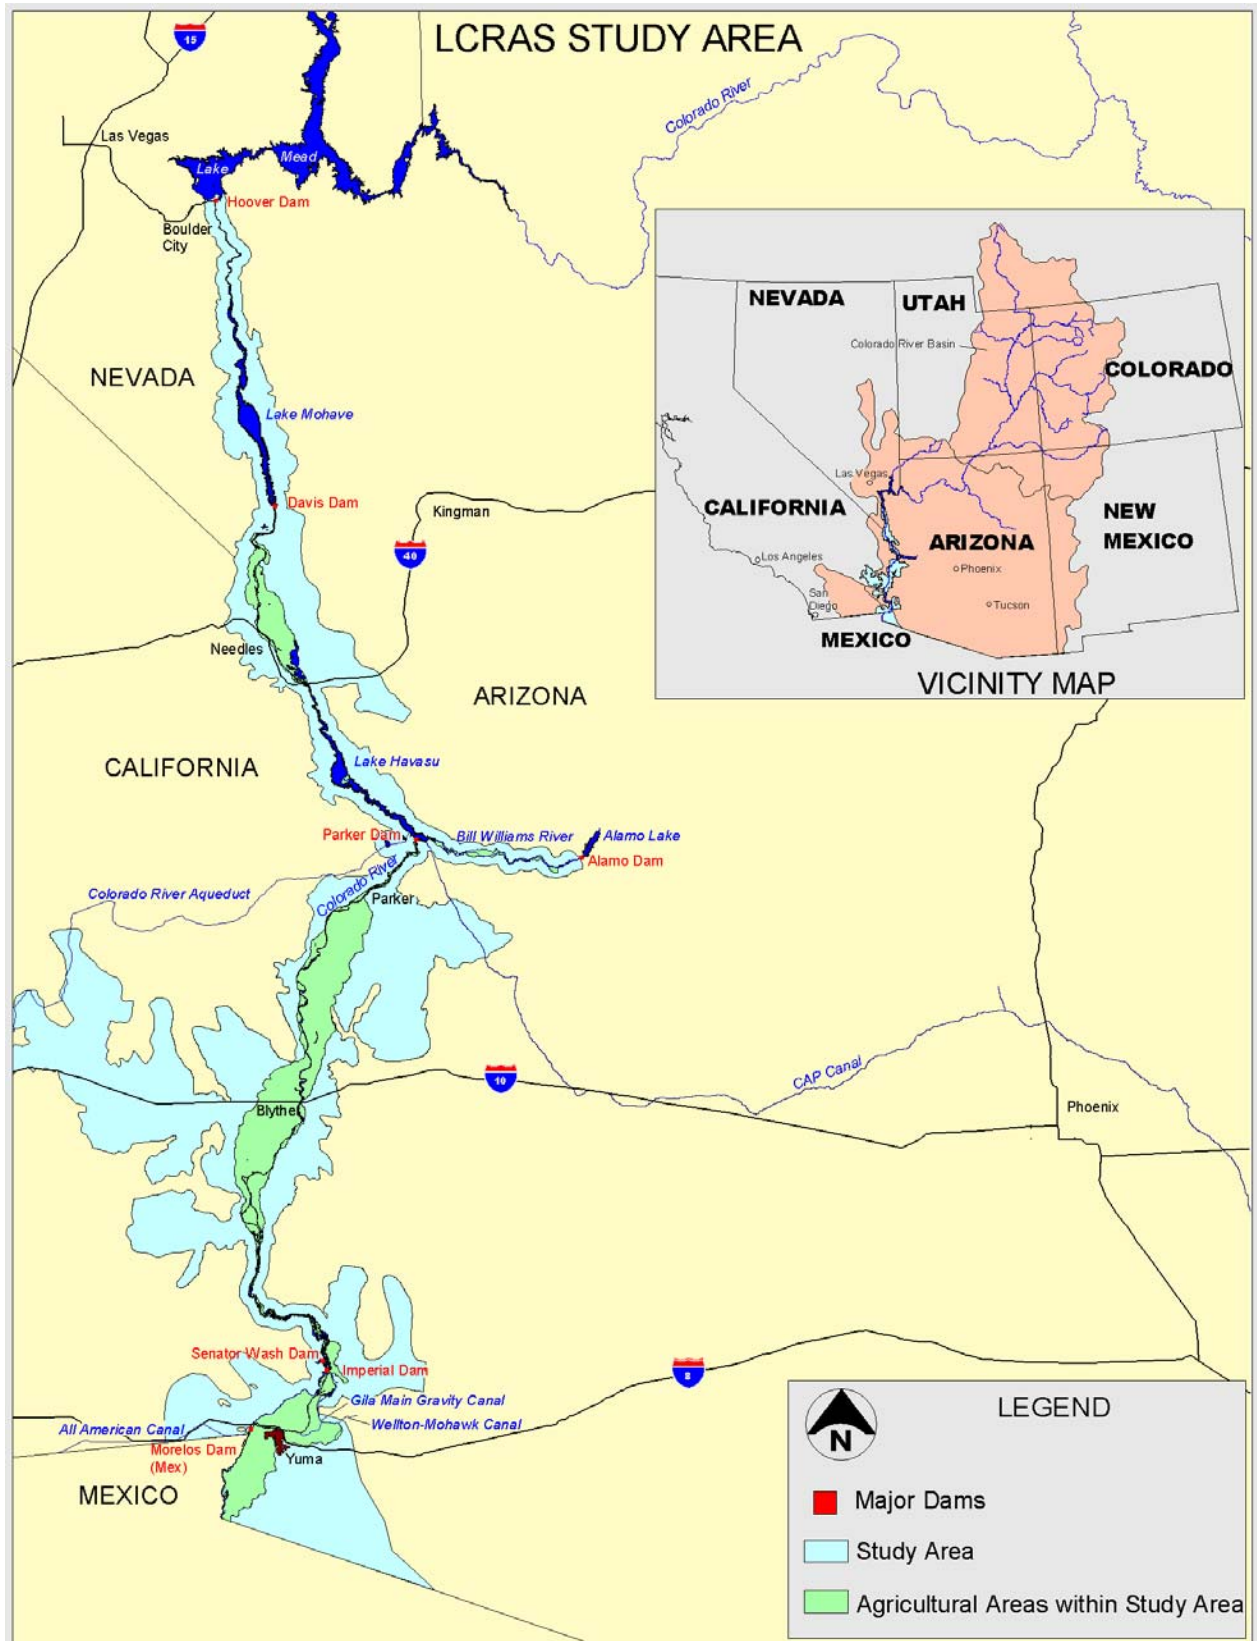 LCRAS STUDY AREA
15
Las Vegas
Colorado River
Lake
Mead
Hoover Dam
Boulder
City
NEVADA
Lake Mohave
Davis Dam
Kingman
40
Needles
ARIZONA
CALIFORNIA
Lake Havasu
Parker Dam
Bill Williams River
Alamo Lake
Alamo Dam
Colorado River
Colorado River Aqueduct
Parker
CAP Canal
10
Blythe
Phoenix
Senator Wash Dam
Imperial Dam
8
Gila Main Gravity Canal
All American Canal
Wellton-Mohawk Canal
Morelos Dam
(Mex)
Yuma
MEXICO
NEVADA
UTAH
Colorado River Basin
COLORADO
Las Vegas
CALIFORNIA
NEW
MEXICO
ARIZONA
Los Angeles
Phoenix
San
Diego
Tucson
MEXICO
VICINITY MAP
LEGEND
N
Major Dams
Study Area
Agricultural Areas within Study Area